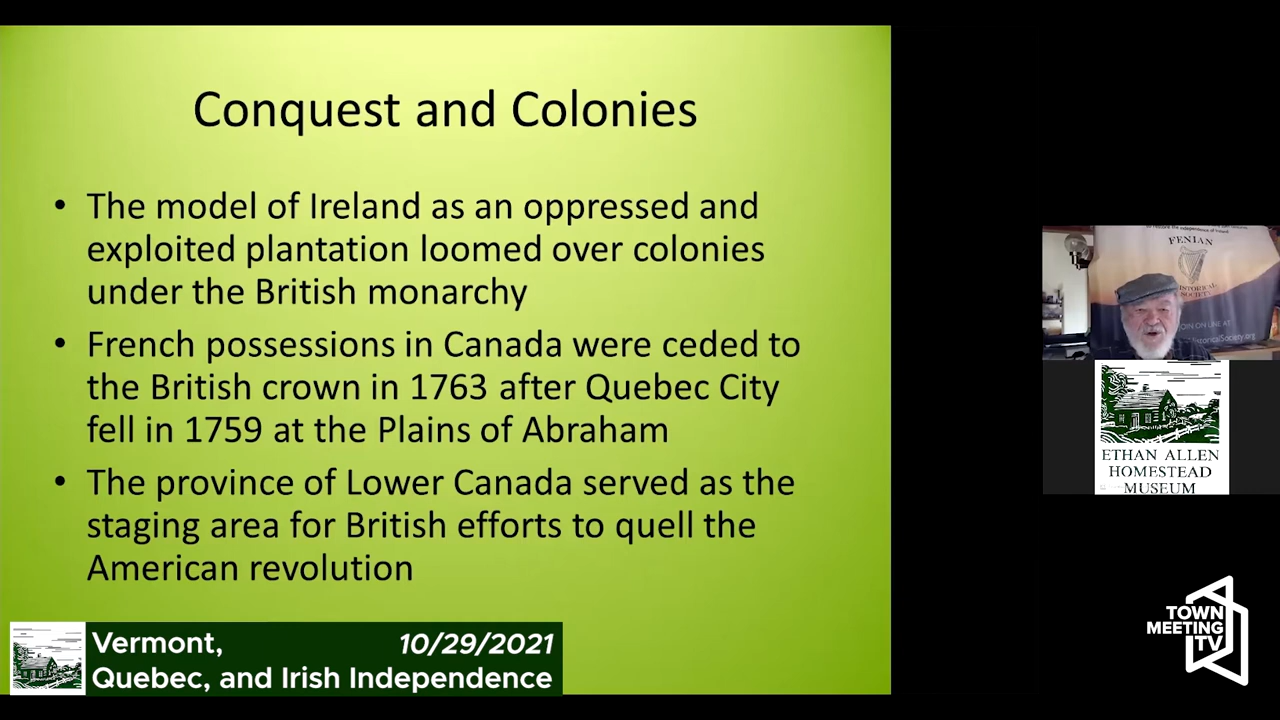 Conquest and Colonies
• The model of Ireland as an oppressed and
exploited plantation loomed over colonies
under the British monarchy
• French possessions in Canada were ceded to
the British crown in 1763 after Quebec City
fell in 1759 at the Plains of Abraham
• The province of Lower Canada served as the
staging area for British efforts to quell the
American revolution
FENIAN
HISTORICAL
SOCIETY
JOIN ON LINE AT
ETHAN ALLEN
HOMESTEAD
MUSEUM
Vermont, 10/29/2021
Quebec, and Irish Independence
TOWN
MEETING
TV